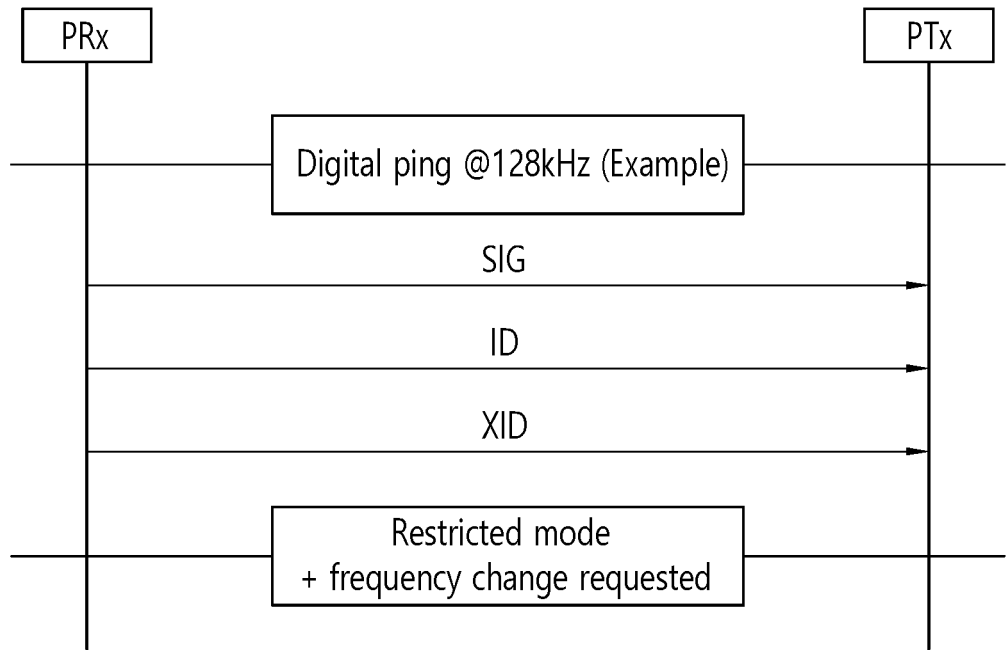 PRx
PTx
Digital ping @128kHz (Example)
SIG
ID
XID
Restricted mode
+ frequency change requested